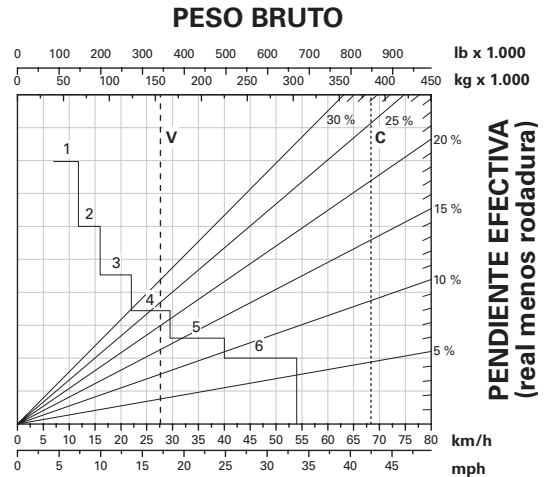 PESO BRUTO
0 100 200 300 400 500 600 700 800 900 lb x 1.000
0 50 100 150 200 250 300 350 400 450 kg x 1.000
30 % 25 %
V C
20 %
1
15 %
2
3
10 %
4
5
6
5 %
PENDIENTE EFECTIVA
(real menos rodadura)
0 5 10 15 20 25 30 35 40 45 50 55 60 65 70 75 80 km/h
0 5 10 15 20 25 30 35 40 45 mph